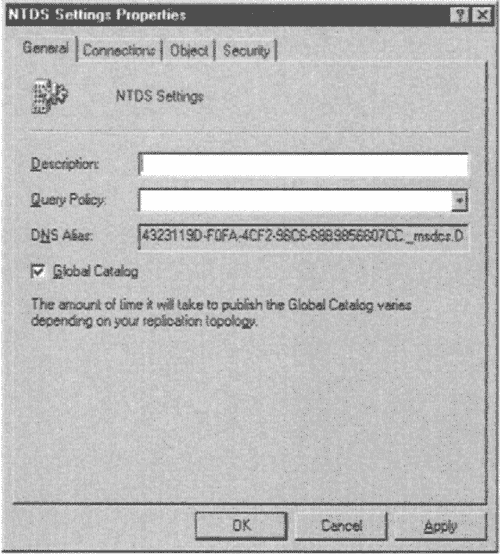 NTDS Settings Properties
General Connections Object Security
NTDS Settings
Description:
Query Policy:
DNS Alias: 4323119D-F0FA-4CF2-96C6-68B9856607CC._msdcs.D
Global Catalog
The amount of time it will take to publish the Global Catalog varies
depending on your replication topology.
OK Cancel Apply